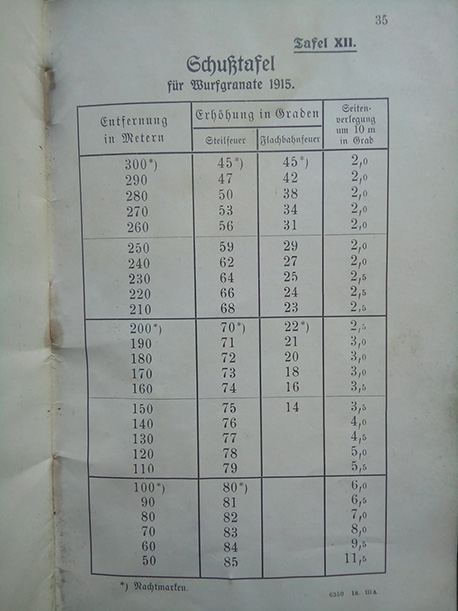 35
Tafel XII.
Schußtafel
für Wurfgranate 1915.
Entfernung in Metern | Erhöhung in Graden | Seiten-verlegung um 10 m in Grad
Steilfeuer | Flachbahnfeuer
300*) 45*) 45*) 2,0
290 47 42 2,0
280 50 38 2,0
270 53 34 2,0
260 56 31 2,0
250 59 29 2,0
240 62 27 2,0
230 64 25 2,5
220 66 24 2,5
210 68 23 2,5
200*) 70*) 22*) 2,5
190 71 21 3,0
180 72 20 3,0
170 73 18 3,0
160 74 16 3,5
150 75 14 3,5
140 76 4,0
130 77 4,5
120 78 5,0
110 79 5,5
100*) 80*) 6,0
90 81 6,5
80 82 7,0
70 83 8,0
60 84 9,5
50 85 11,5
*) Nachtmarken.
6350 18. IIIA.